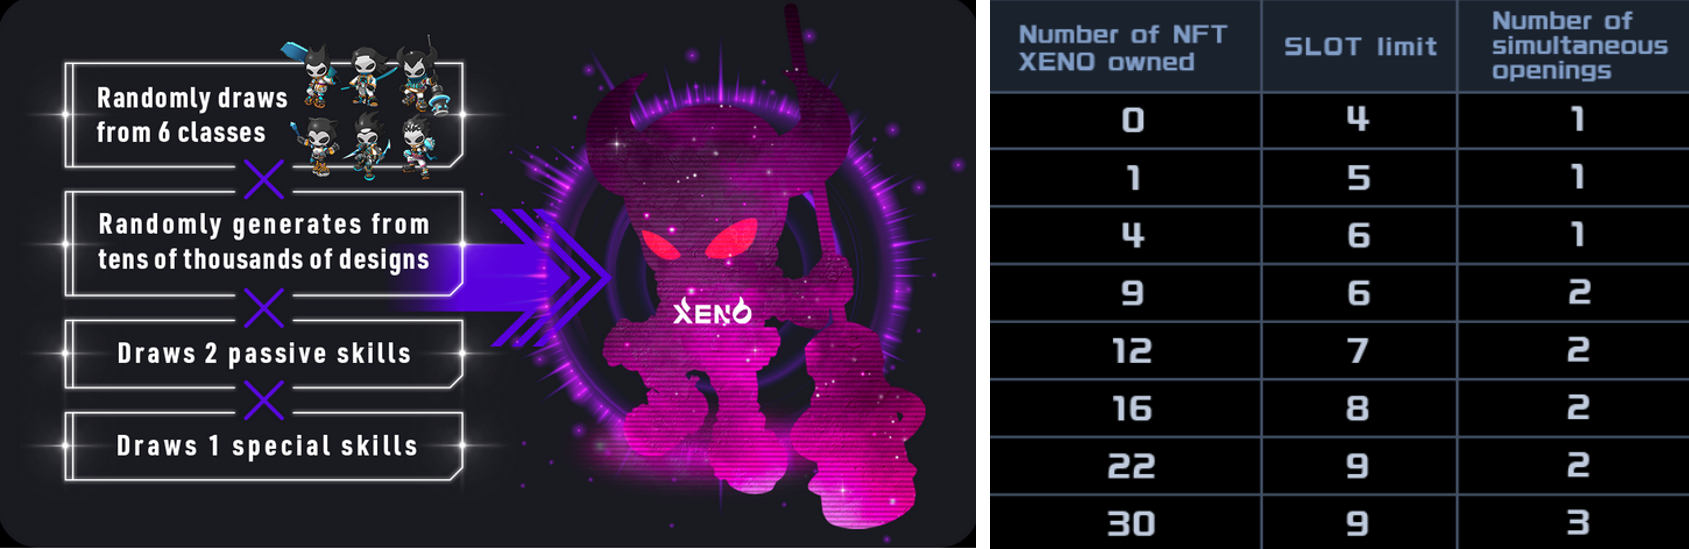 Randomly draws
from 6 classes
Randomly generates from
tens of thousands of designs
Draws 2 passive skills
Draws 1 special skills
XENO
Number of NFT
XENO owned
SLOT limit
Number of
simultaneous
openings
0 4 1
1 5 1
4 6 1
9 6 2
12 7 2
16 8 2
22 9 2
30 9 3